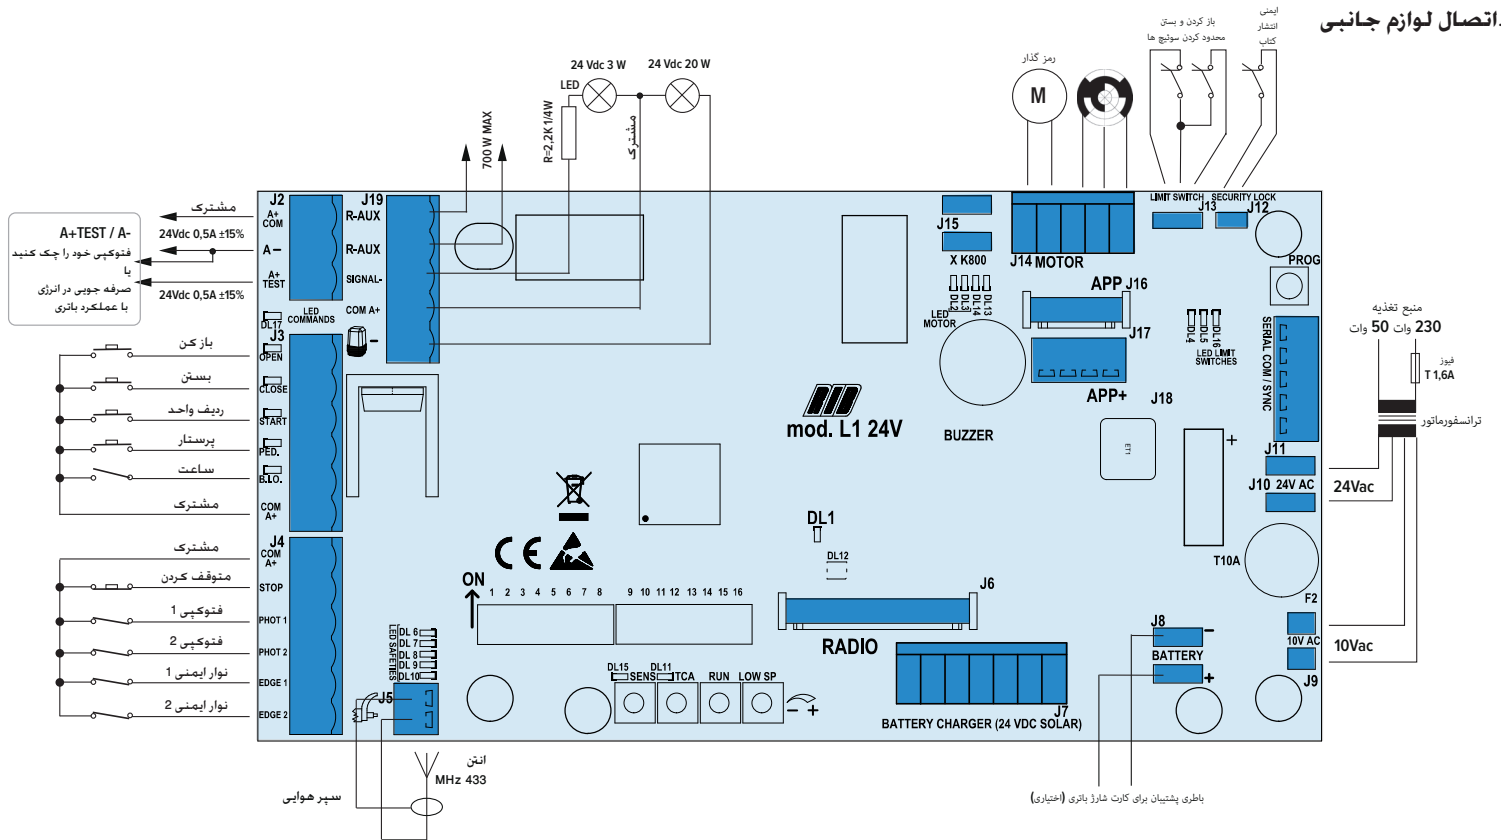 اتصال لوازم جانبی.
ایمنی
انتشار
کتاب
باز کردن و بستن
محدود کردن سوئیچ ها
رمز گذار
M
24 Vdc 3 W
24 Vdc 20 W
LED
R=2,2K 1/4W
مشترک
700 W MAX
J2
A+
COM
A-
A+
TEST
مشترک
24Vdc 0,5A ±15%
24Vdc 0,5A ±15%
A+TEST / A-
فتوکپی خود را چک کنید
یا
صرفه جویی در انرژی
با عملکرد باتری
J19
R-AUX
R-AUX
SIGNAL-
COM A+
-
LED
COMMANDS
DL17
J3
OPEN
CLOSE
START
PED.
B.I.O.
COM
A+
باز کن
بستن
ردیف واحد
پرستار
ساعت
مشترک
J4
COM
A+
STOP
PHOT 1
PHOT 2
EDGE 1
EDGE 2
مشترک
متوقف کردن
فتوکپی 1
فتوکپی 2
نوار ایمنی 1
نوار ایمنی 2
J15
X K800
J14 MOTOR
LIMIT SWITCH
J13
SECURITY LOCK
J12
PROG
DL2
DL3
DL14
DL13
LED
MOTOR
APP J16
J17
APP+
DL4
DL5
DL16
LED LIMIT
SWITCHES
SERIAL COM / SYNC
mod. L1 24V
BUZZER
J18
ET1
+
J11
J10 24V AC
T10A
F2
10V AC
J9
منبع تغذیه
230 وات 50 وات
فیوز
T 1,6A
ترانسفورماتور
24Vac
10Vac
DL1
DL12
ON
1 2 3 4 5 6 7 8
9 10 11 12 13 14 15 16
J6
RADIO
J8
-
BATTERY
+
LED SAFETIES
DL 6
DL 7
DL 8
DL 9
DL10
J5
DL15
SENS
DL11
TCA
RUN
LOW SP
- +
J7
BATTERY CHARGER (24 VDC SOLAR)
انتن
MHz 433
سپر هوایی
باطری پشتیبان برای کارت شارژ باتری (اختیاری)